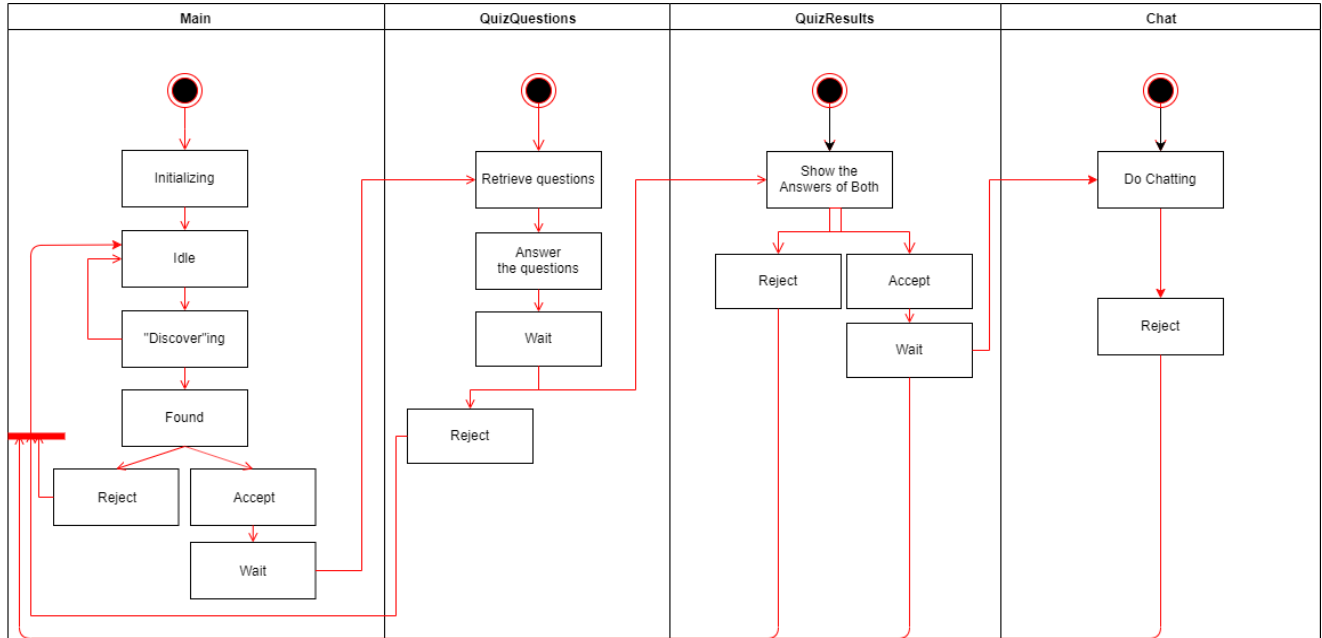 Main
QuizQuestions
QuizResults
Chat
Initializing
Idle
"Discover"ing
Found
Reject
Accept
Wait
Retrieve questions
Answer
the questions
Wait
Reject
Show the
Answers of Both
Reject
Accept
Wait
Do Chatting
Reject